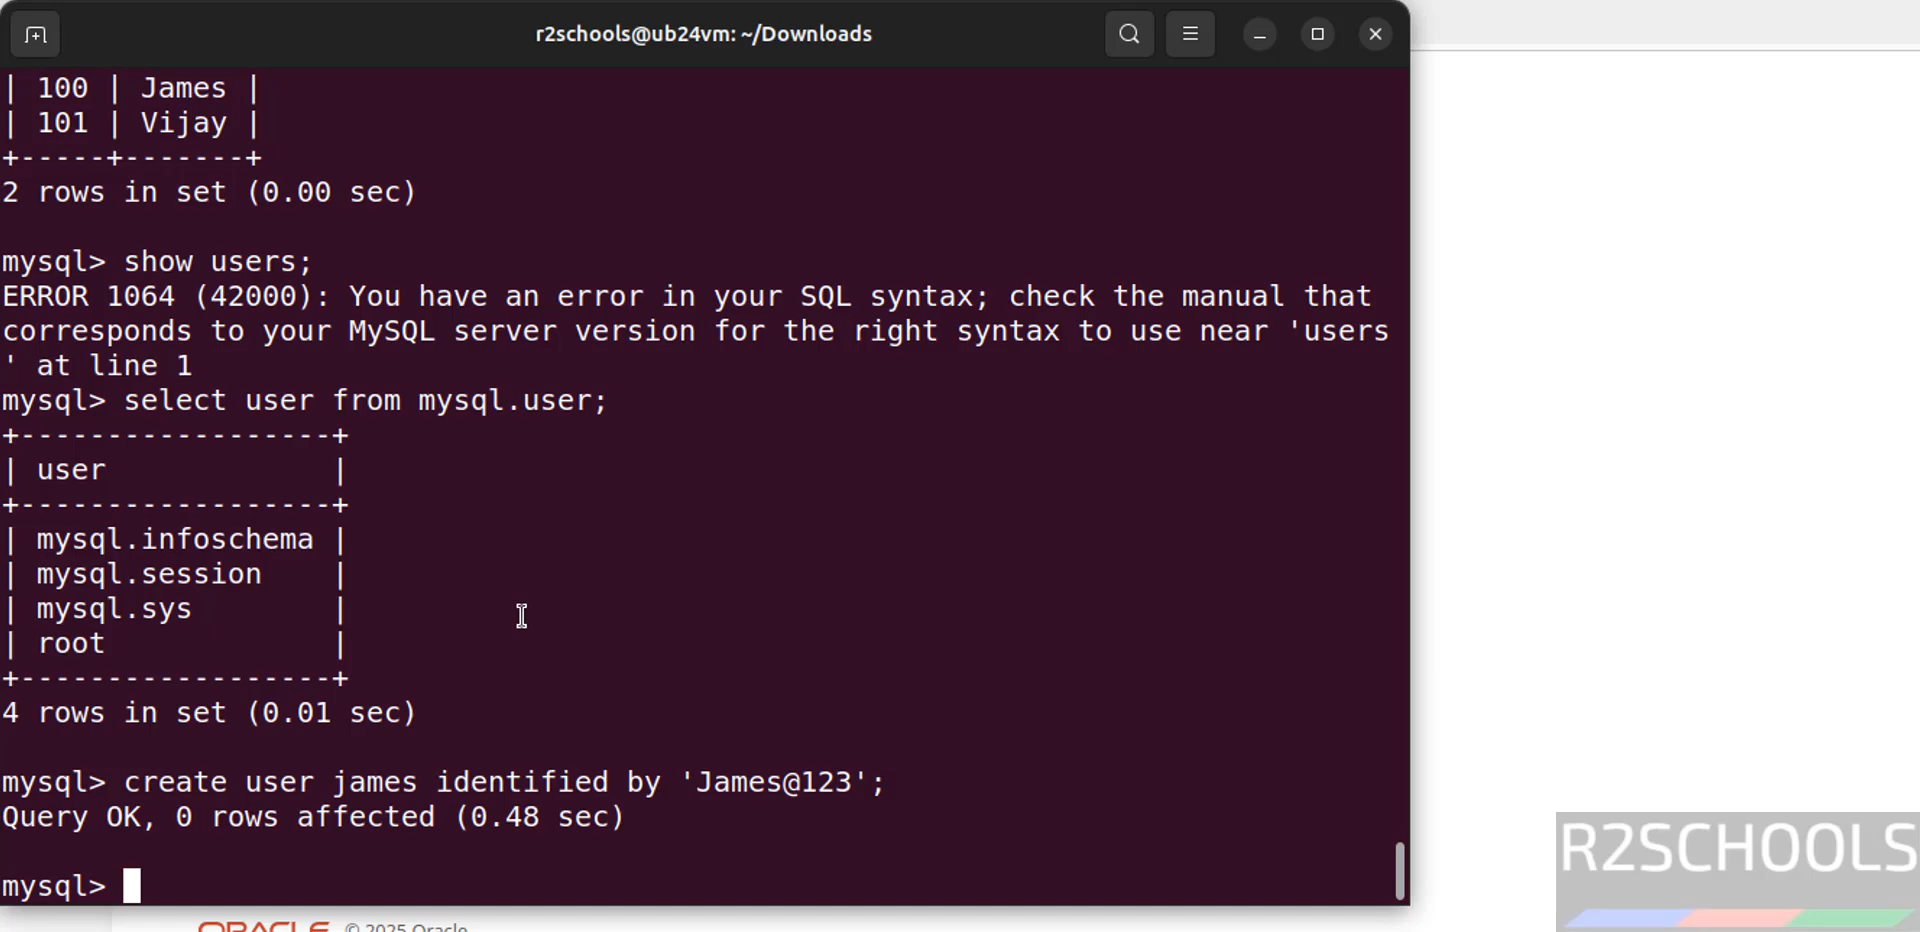 r2schools@ub24vm: ~/Downloads
| 100 | James |
| 101 | Vijay |
+-----+-------+
2 rows in set (0.00 sec)
mysql> show users;
ERROR 1064 (42000): You have an error in your SQL syntax; check the manual that
corresponds to your MySQL server version for the right syntax to use near 'users
' at line 1
mysql> select user from mysql.user;
+------------------+
| user             |
+------------------+
| mysql.infoschema |
| mysql.session    |
| mysql.sys        |
| root             |
+------------------+
4 rows in set (0.01 sec)
mysql> create user james identified by 'James@123';
Query OK, 0 rows affected (0.48 sec)
mysql>
R2SCHOOLS
ORACLE © 2025 Oracle